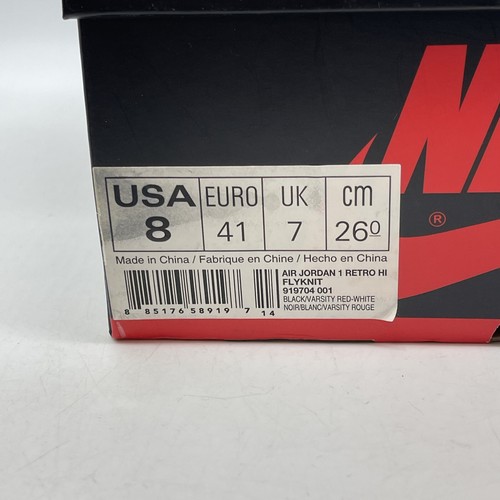 USA EURO UK cm
8 41 7 26.0
Made in China / Fabrique en Chine / Hecho en China
AIR JORDAN 1 RETRO HI
FLYKNIT
919704 001
BLACK/VARSITY RED-WHITE
NOIR/BLANC/VARSITY ROUGE
8 85176 58919 7 14
®